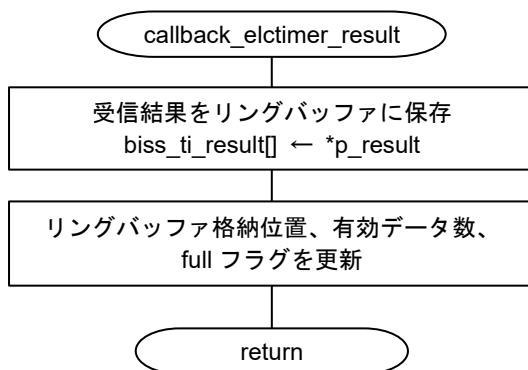 callback_elctimer_result
受信結果をリングバッファに保存
biss_ti_result[] ← *p_result
リングバッファ格納位置、有効データ数、
full フラグを更新
return